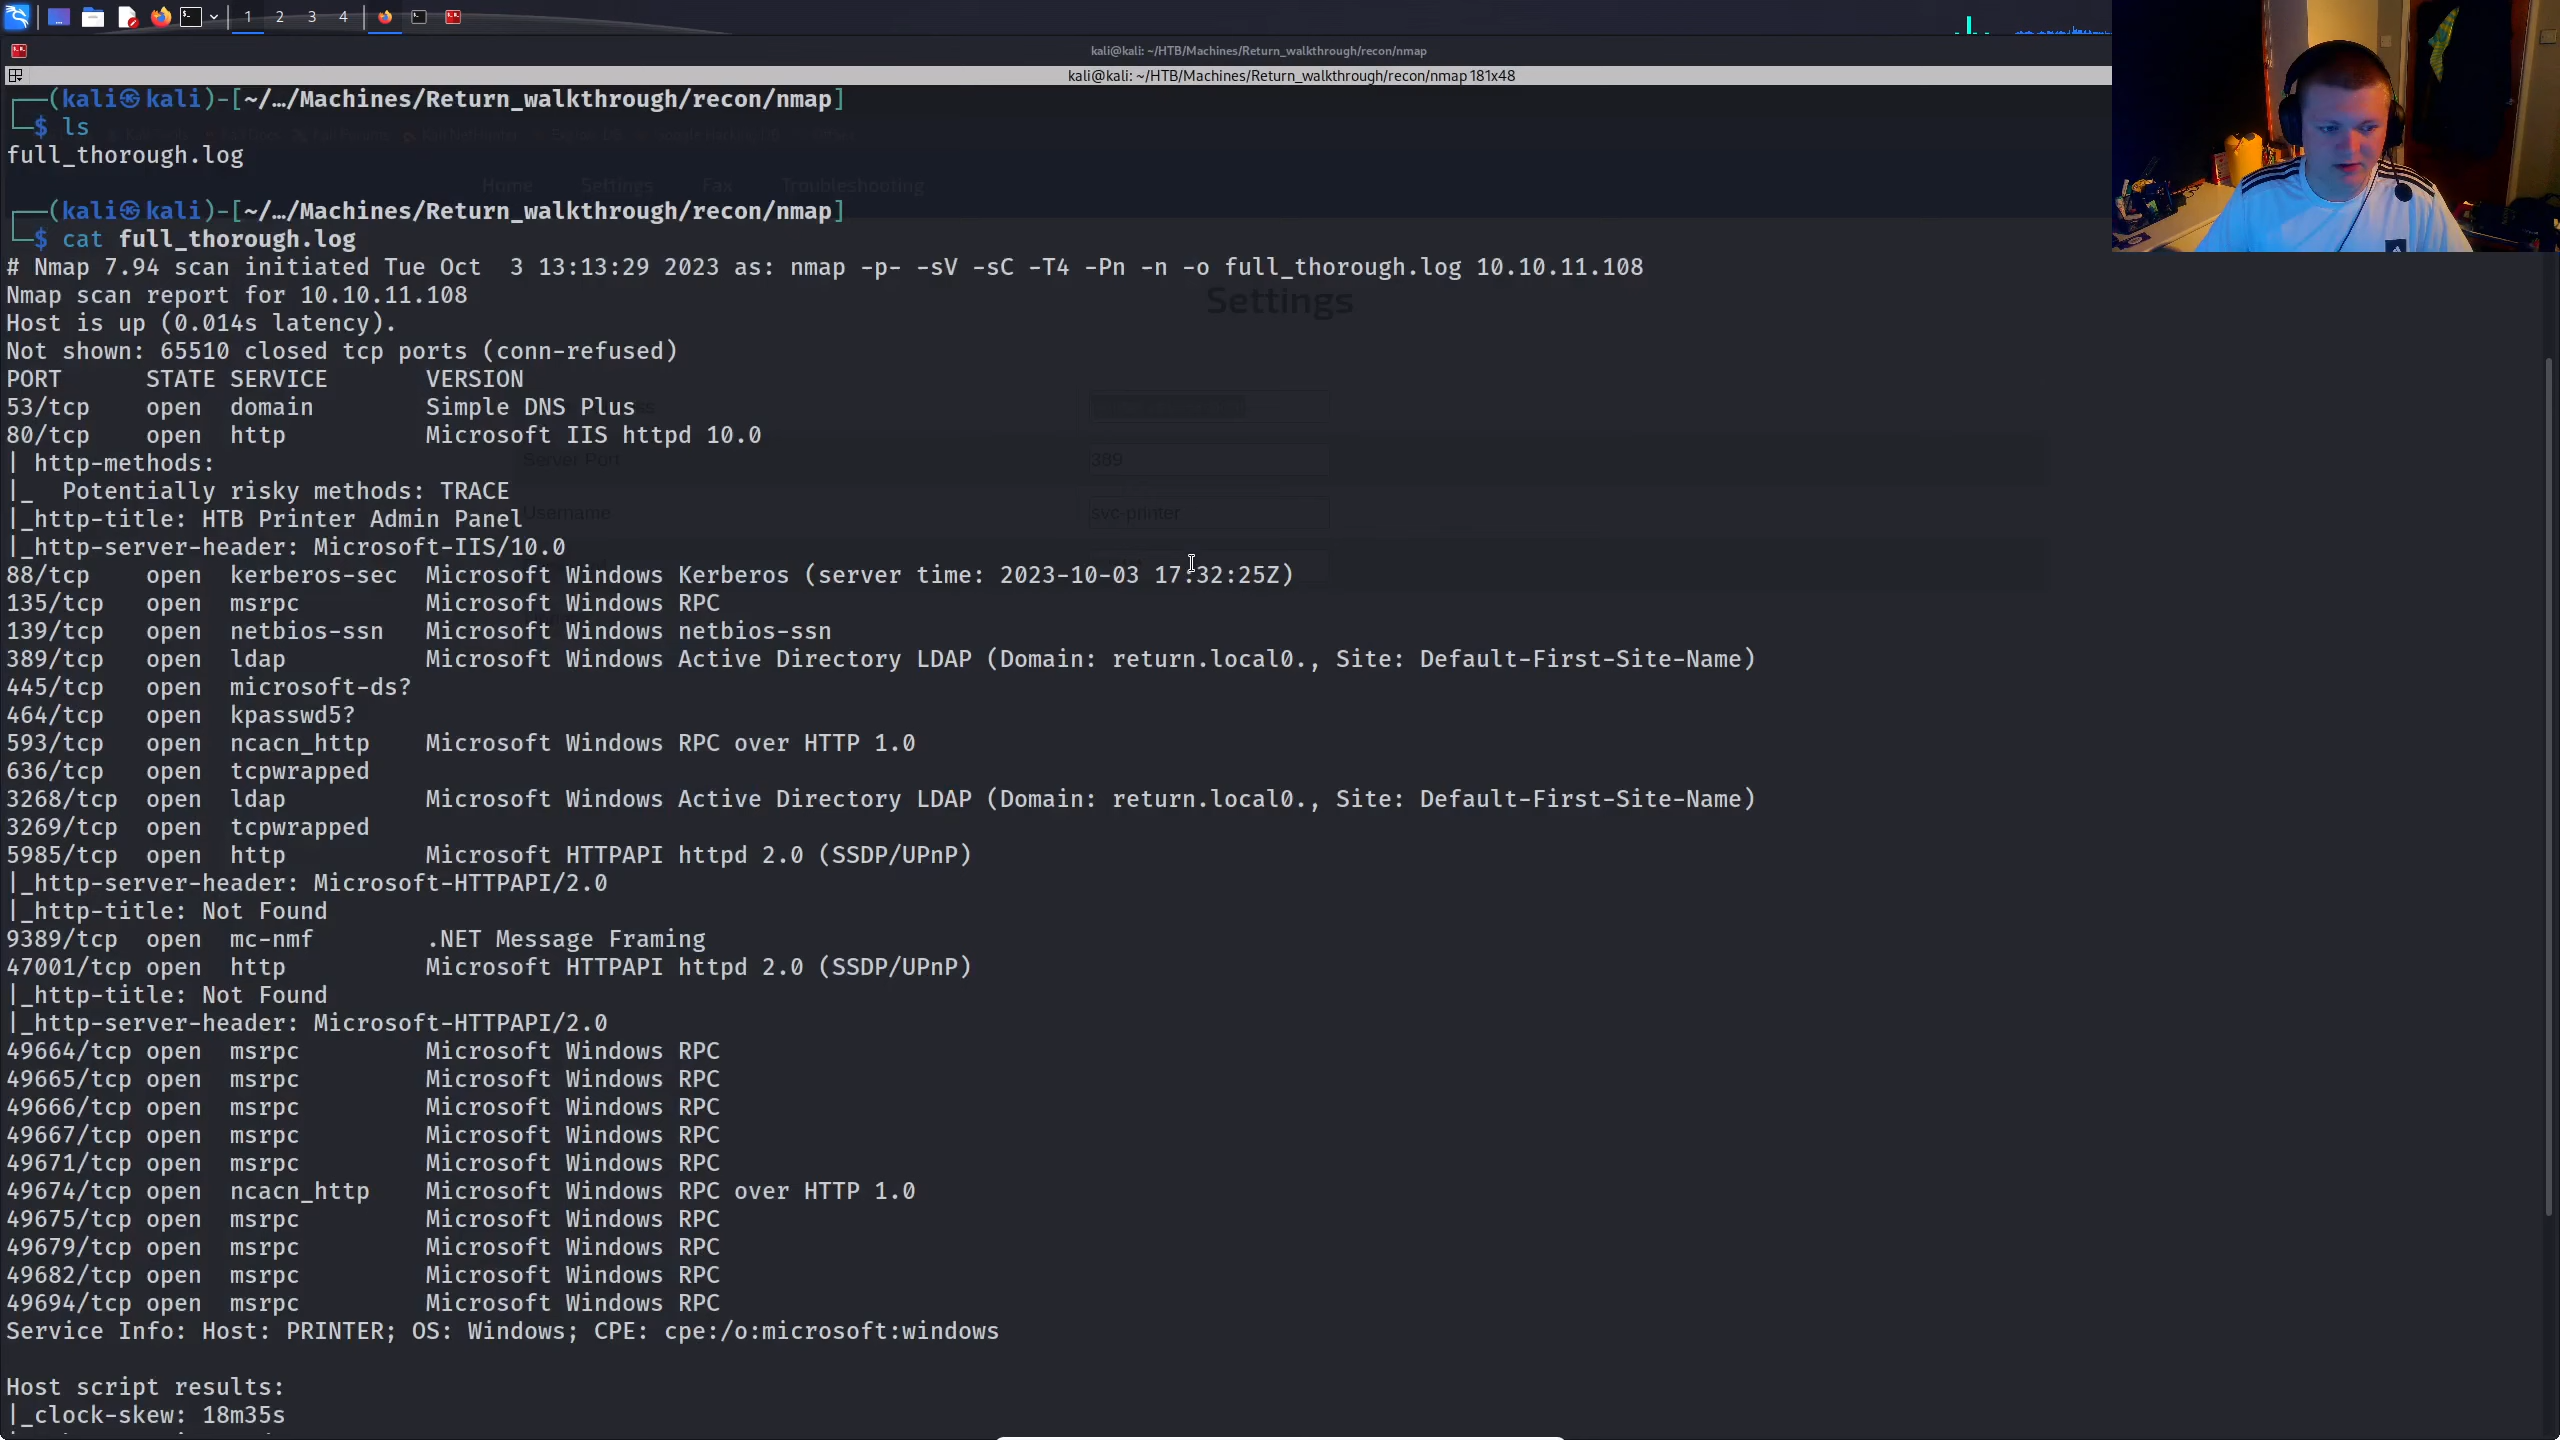 1 2 3 4
kali@kali: ~/HTB/Machines/Return_walkthrough/recon/nmap
kali@kali: ~/HTB/Machines/Return_walkthrough/recon/nmap 181x48
┌──(kali㉿kali)-[~/…/Machines/Return_walkthrough/recon/nmap]
└─$ ls
full_thorough.log
Home Settings Fax Troubleshooting
┌──(kali㉿kali)-[~/…/Machines/Return_walkthrough/recon/nmap]
└─$ cat full_thorough.log
# Nmap 7.94 scan initiated Tue Oct  3 13:13:29 2023 as: nmap -p- -sV -sC -T4 -Pn -n -o full_thorough.log 10.10.11.108
Nmap scan report for 10.10.11.108
Settings
Host is up (0.014s latency).
Not shown: 65510 closed tcp ports (conn-refused)
PORT      STATE SERVICE       VERSION
53/tcp    open  domain        Simple DNS Plus
80/tcp    open  http          Microsoft IIS httpd 10.0
| http-methods:
Server Port 389
|_  Potentially risky methods: TRACE
|_http-title: HTB Printer Admin Panel
Username svc-printer
|_http-server-header: Microsoft-IIS/10.0
88/tcp    open  kerberos-sec  Microsoft Windows Kerberos (server time: 2023-10-03 17:32:25Z)
135/tcp   open  msrpc         Microsoft Windows RPC
139/tcp   open  netbios-ssn   Microsoft Windows netbios-ssn
389/tcp   open  ldap          Microsoft Windows Active Directory LDAP (Domain: return.local0., Site: Default-First-Site-Name)
445/tcp   open  microsoft-ds?
464/tcp   open  kpasswd5?
593/tcp   open  ncacn_http    Microsoft Windows RPC over HTTP 1.0
636/tcp   open  tcpwrapped
3268/tcp  open  ldap          Microsoft Windows Active Directory LDAP (Domain: return.local0., Site: Default-First-Site-Name)
3269/tcp  open  tcpwrapped
5985/tcp  open  http          Microsoft HTTPAPI httpd 2.0 (SSDP/UPnP)
|_http-server-header: Microsoft-HTTPAPI/2.0
|_http-title: Not Found
9389/tcp  open  mc-nmf        .NET Message Framing
47001/tcp open  http          Microsoft HTTPAPI httpd 2.0 (SSDP/UPnP)
|_http-title: Not Found
|_http-server-header: Microsoft-HTTPAPI/2.0
49664/tcp open  msrpc         Microsoft Windows RPC
49665/tcp open  msrpc         Microsoft Windows RPC
49666/tcp open  msrpc         Microsoft Windows RPC
49667/tcp open  msrpc         Microsoft Windows RPC
49671/tcp open  msrpc         Microsoft Windows RPC
49674/tcp open  ncacn_http    Microsoft Windows RPC over HTTP 1.0
49675/tcp open  msrpc         Microsoft Windows RPC
49679/tcp open  msrpc         Microsoft Windows RPC
49682/tcp open  msrpc         Microsoft Windows RPC
49694/tcp open  msrpc         Microsoft Windows RPC
Service Info: Host: PRINTER; OS: Windows; CPE: cpe:/o:microsoft:windows
Host script results:
|_clock-skew: 18m35s